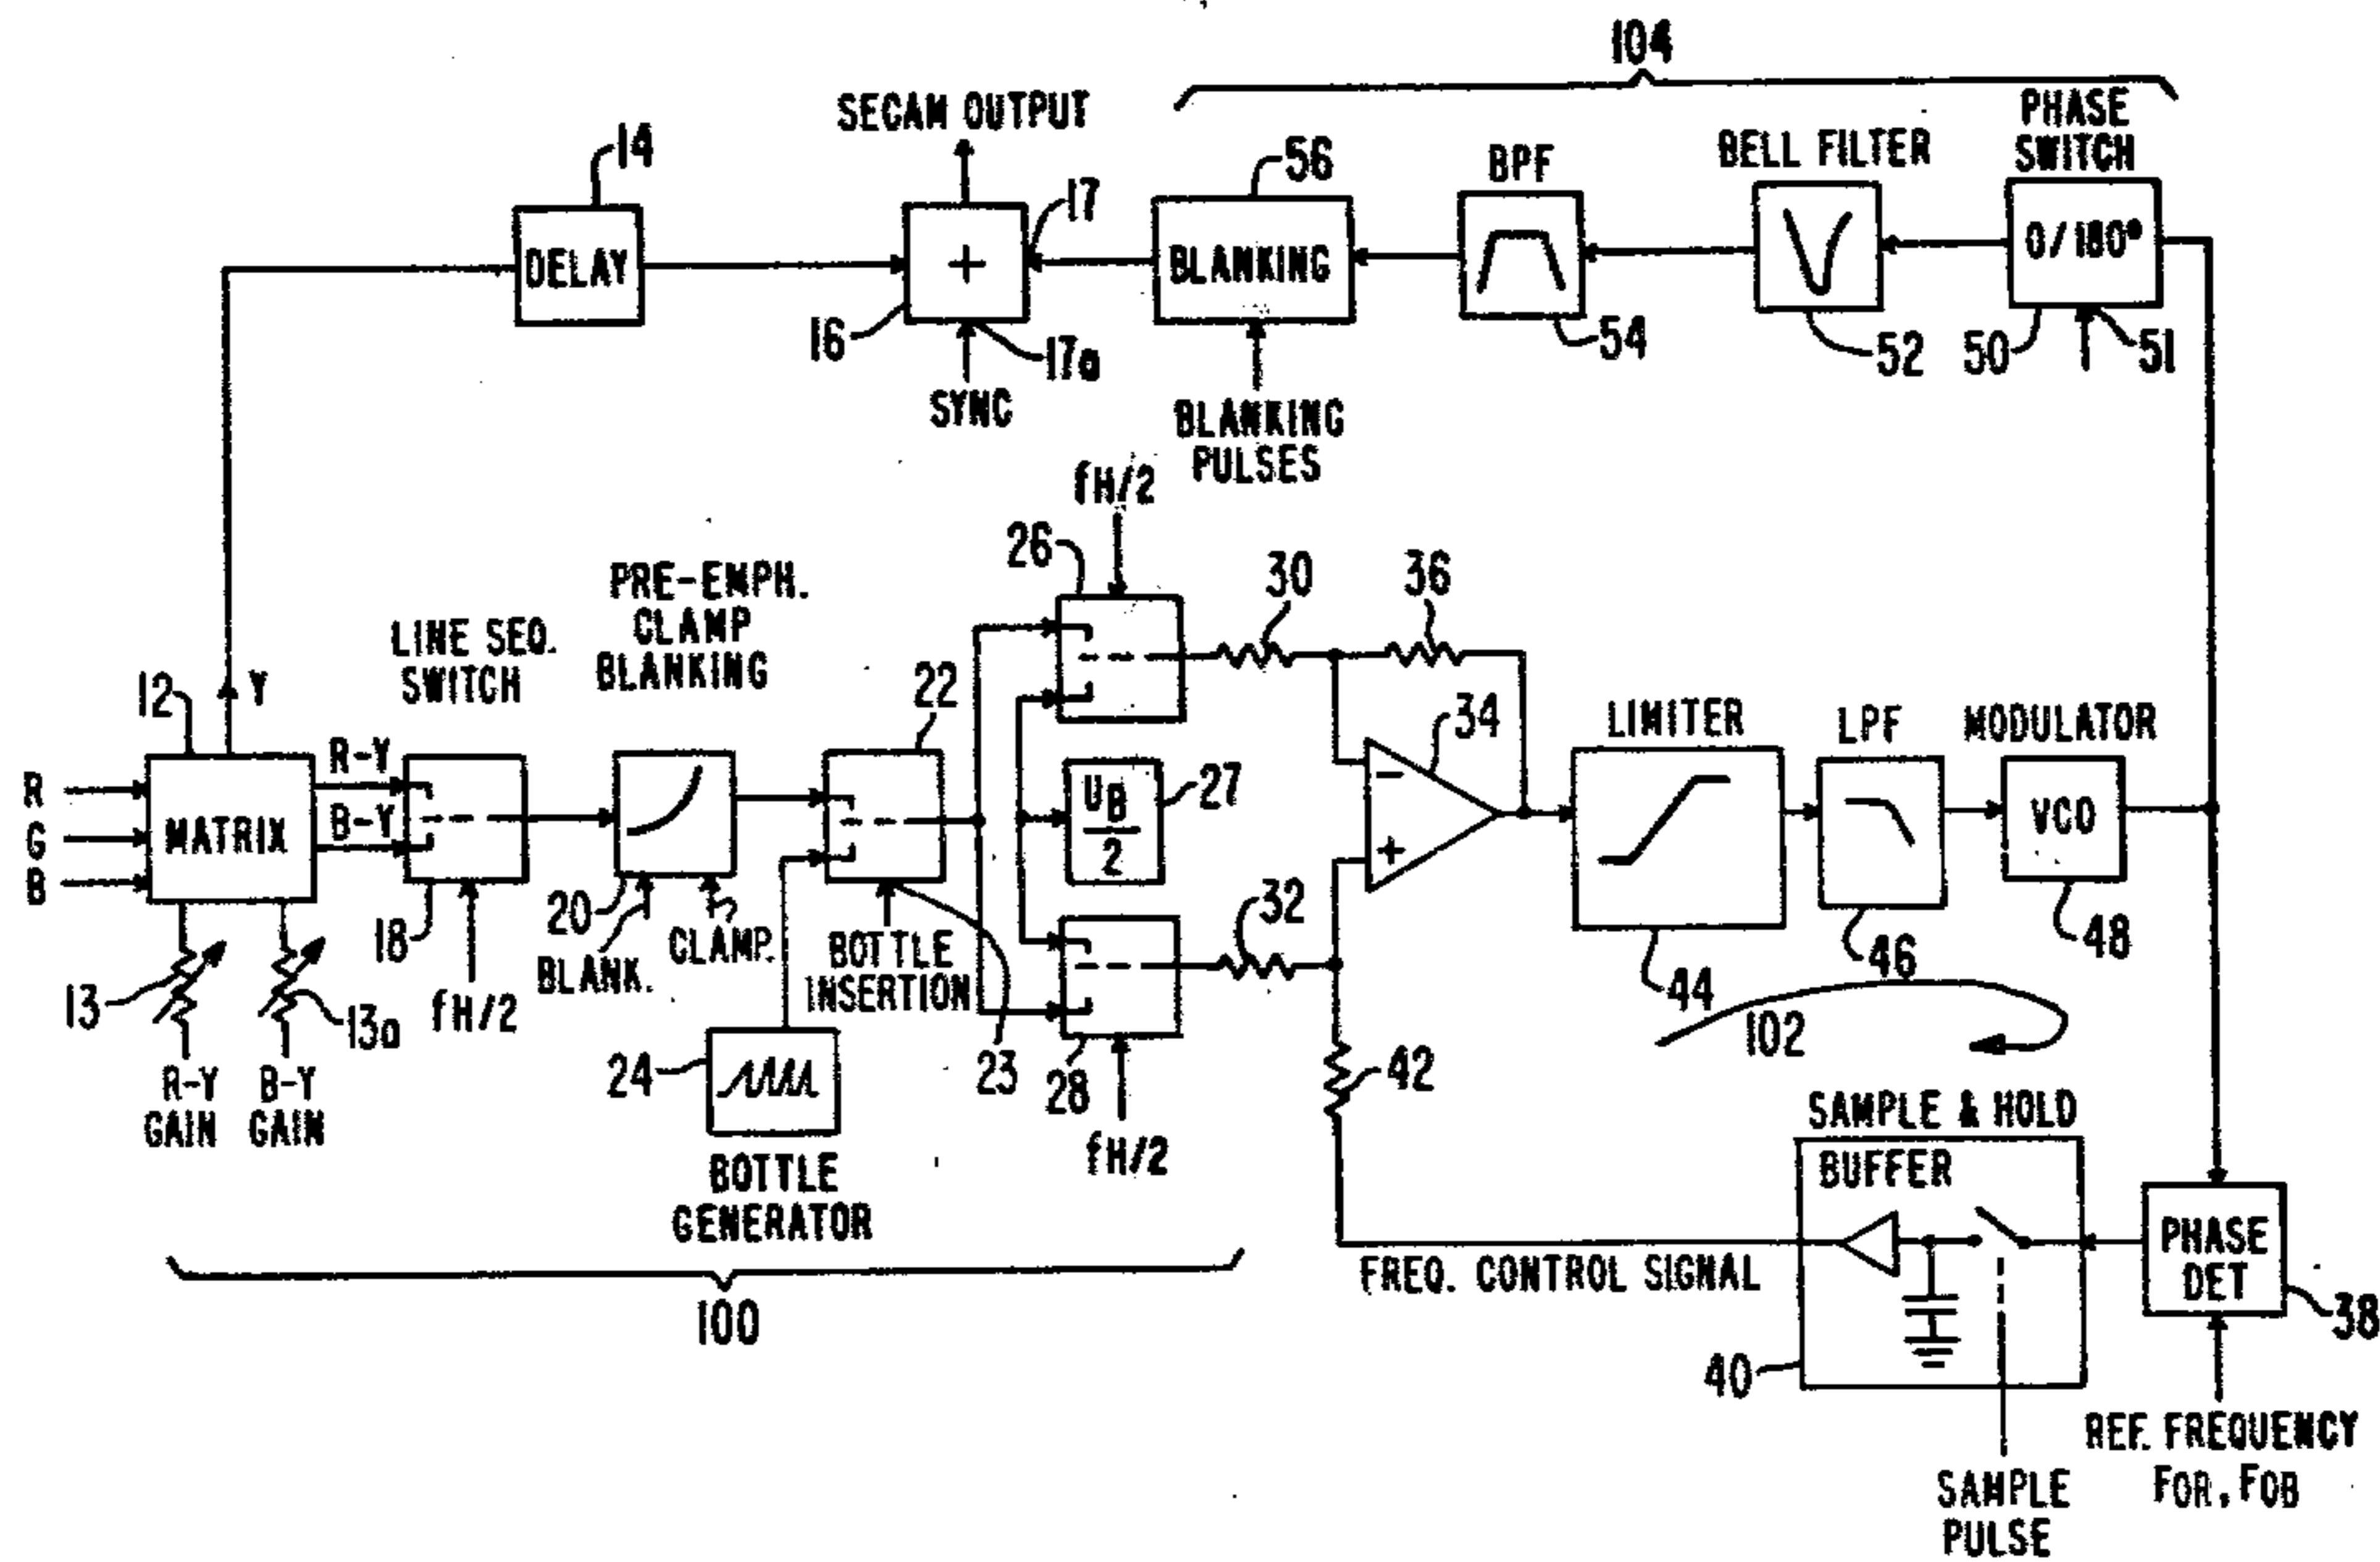 104
SECAM OUTPUT
PHASE
SWITCH
BELL FILTER
BPF
14
17
56
DELAY
+
BLANKING
0/180°
16
17a
54
52
50
51
SYNC
BLANKING
PULSES
fH/2
26
30
36
PRE-EMPH.
CLAMP
BLANKING
LINE SEQ.
SWITCH
12
Y
22
34
LIMITER
LPF
MODULATOR
R
G
B
MATRIX
R-Y
B-Y
UB
2
27
-
+
VCO
18
20
BLANK.
CLAMP.
BOTTLE
INSERTION
32
44
46
48
13
13a
fH/2
24
23
28
42
102
R-Y
GAIN
B-Y
GAIN
fH/2
SAMPLE & HOLD
BUFFER
BOTTLE
GENERATOR
FREQ. CONTROL SIGNAL
PHASE
DET
38
100
40
REF. FREQUENCY
FOR, FOB
SAMPLE
PULSE